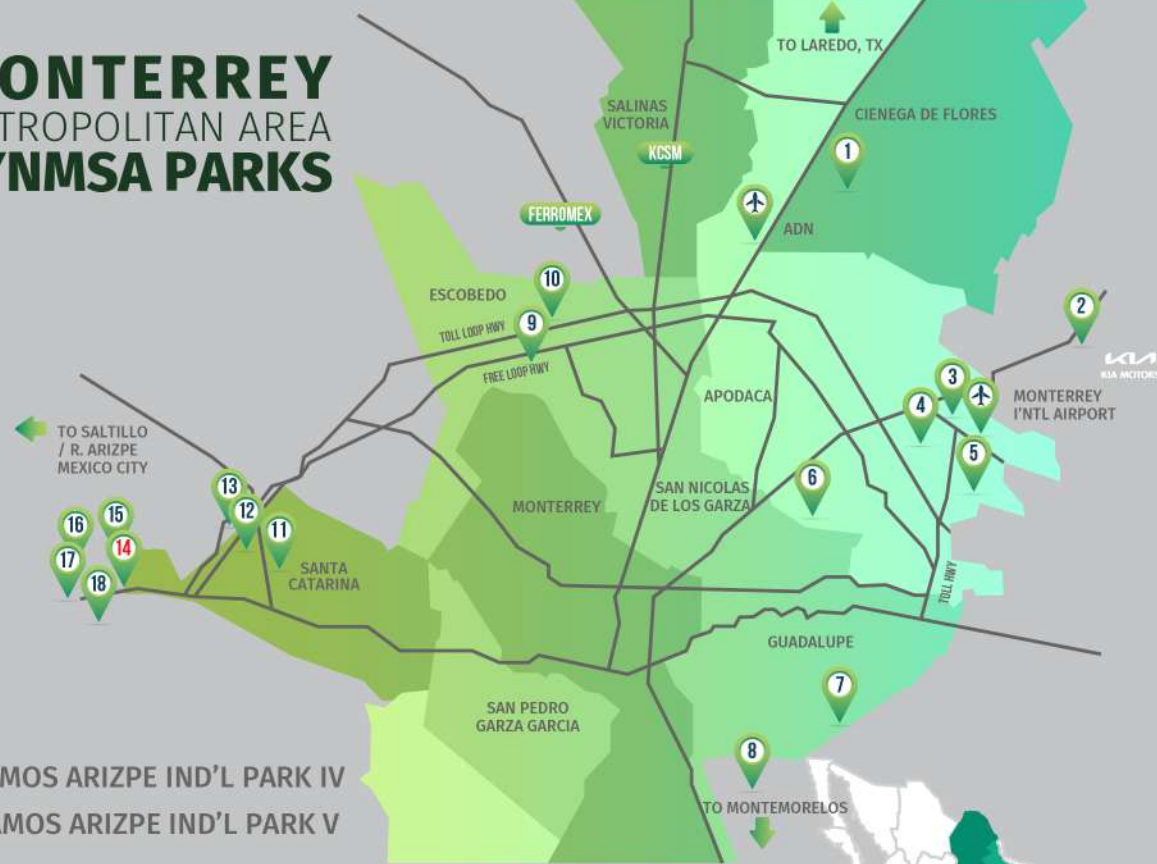 ONTERREY
TROPOLITAN AREA
YNMSA PARKS
TO LAREDO, TX
SALINAS
VICTORIA
CIENEGA DE FLORES
KCSM
1
FERROMEX
ADN
10
ESCOBEDO
2
9
TOLL LOOP HWY
FREE LOOP HWY
KIA
KIA MOTORS
3
APODACA
4
MONTERREY
I'NTL AIRPORT
TO SALTILLO
/ R. ARIZPE
MEXICO CITY
5
6
13
SAN NICOLAS
DE LOS GARZA
MONTERREY
12
15
16
11
14
17
18
SANTA
CATARINA
TOLL HWY
GUADALUPE
7
SAN PEDRO
GARZA GARCIA
8
MOS ARIZPE IND'L PARK IV
TO MONTEMORELOS
AMOS ARIZPE IND'L PARK V